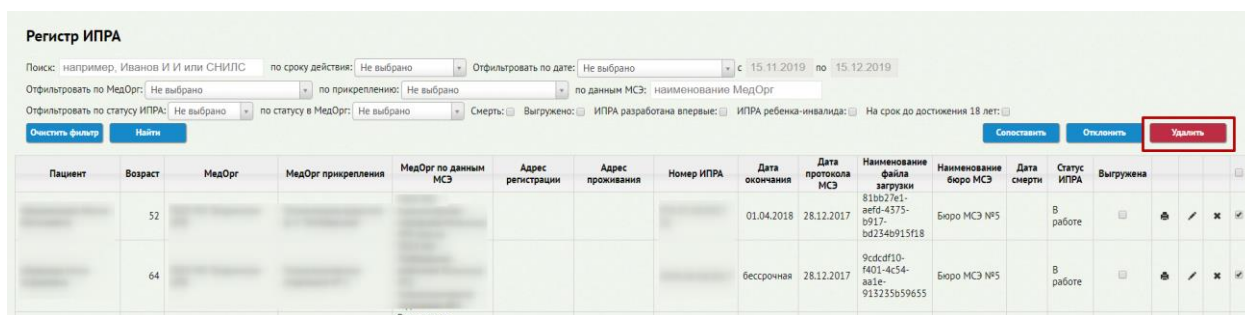 Регистр ИПРА
Поиск: например, Иванов И И или СНИЛС по сроку действия: Не выбрано Отфильтровать по дате: Не выбрано с 15.11.2019 по 15.12.2019
Отфильтровать по МедОрг: Не выбрано по прикреплению: Не выбрано по данным МСЭ: наименование МедОрг
Отфильтровать по статусу ИПРА: Не выбрано по статусу в МедОрг: Не выбрано Смерть: Выгружено: ИПРА разработана впервые: ИПРА ребенка-инвалида: На срок до достижения 18 лет:
Очистить фильтр Найти Сопоставить Отклонить Удалить
Пациент Возраст МедОрг МедОрг прикрепления МедОрг по данным МСЭ Адрес регистрации Адрес проживания Номер ИПРА Дата окончания Дата протокола МСЭ Наименование файла загрузки Наименование бюро МСЭ Дата смерти Статус ИПРА Выгружена
52 01.04.2018 28.12.2017 81bb27e1-aefd-4375-b917-bd234b915f18 Бюро МСЭ №5 В работе
64 бессрочная 28.12.2017 9cdcdf10-f401-4c54-aa1e-913235b59655 Бюро МСЭ №5 В работе